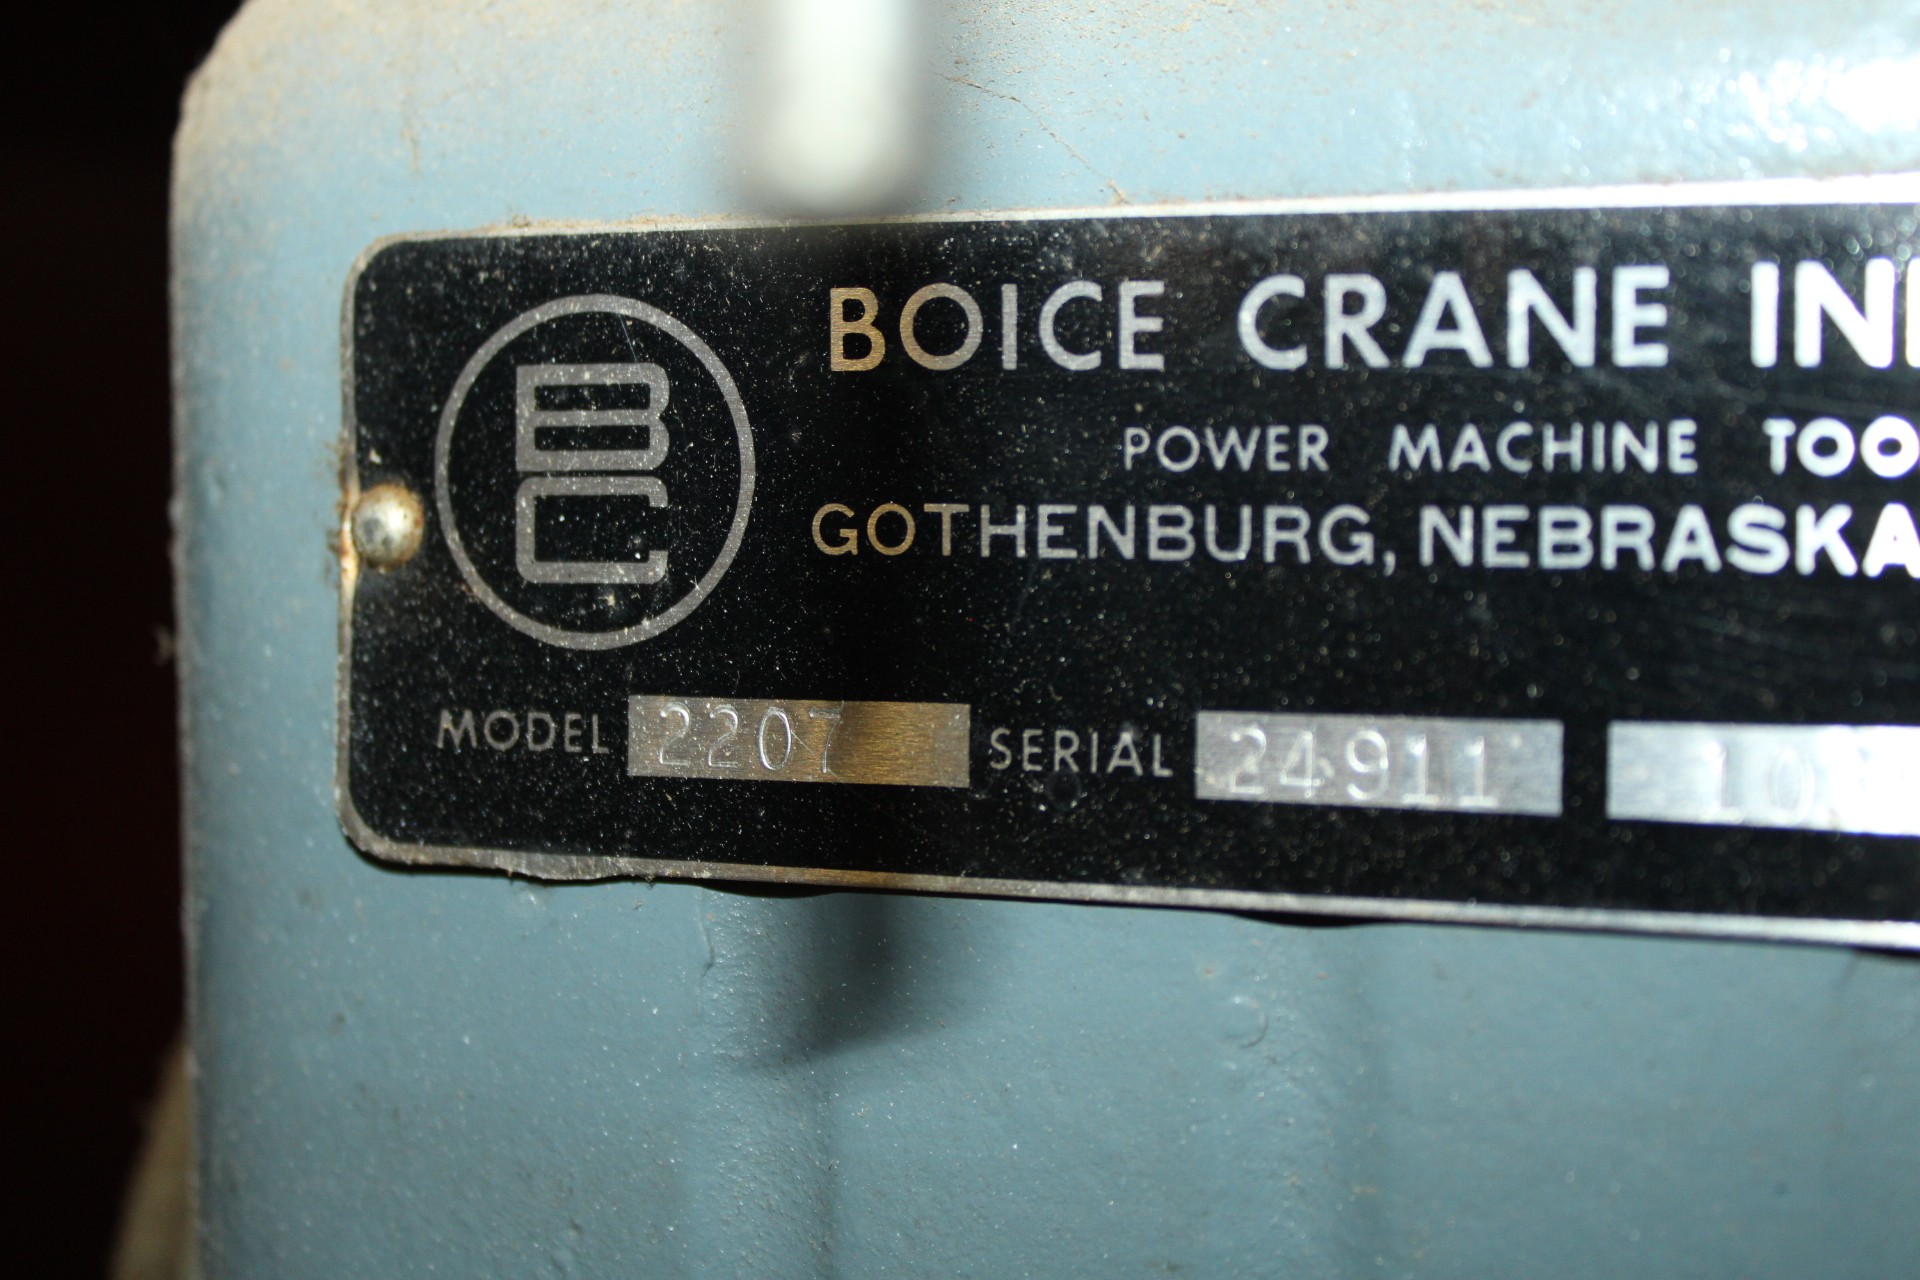 BC
BOICE CRANE IN
POWER MACHINE TOO
GOTHENBURG, NEBRASKA
MODEL 2207 SERIAL 24911